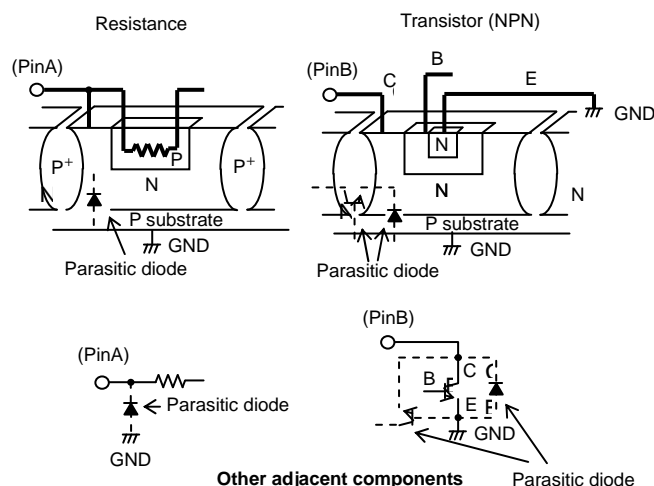 Resistance
Transistor (NPN)
(PinA)
(PinB)
C
B
E
GND
P+
P
P+
N
P substrate
GND
Parasitic diode
N
N
N
P substrate
GND
Parasitic diode
(PinA)
Parasitic diode
GND
(PinB)
B
C
E
GND
Other adjacent components
Parasitic diode